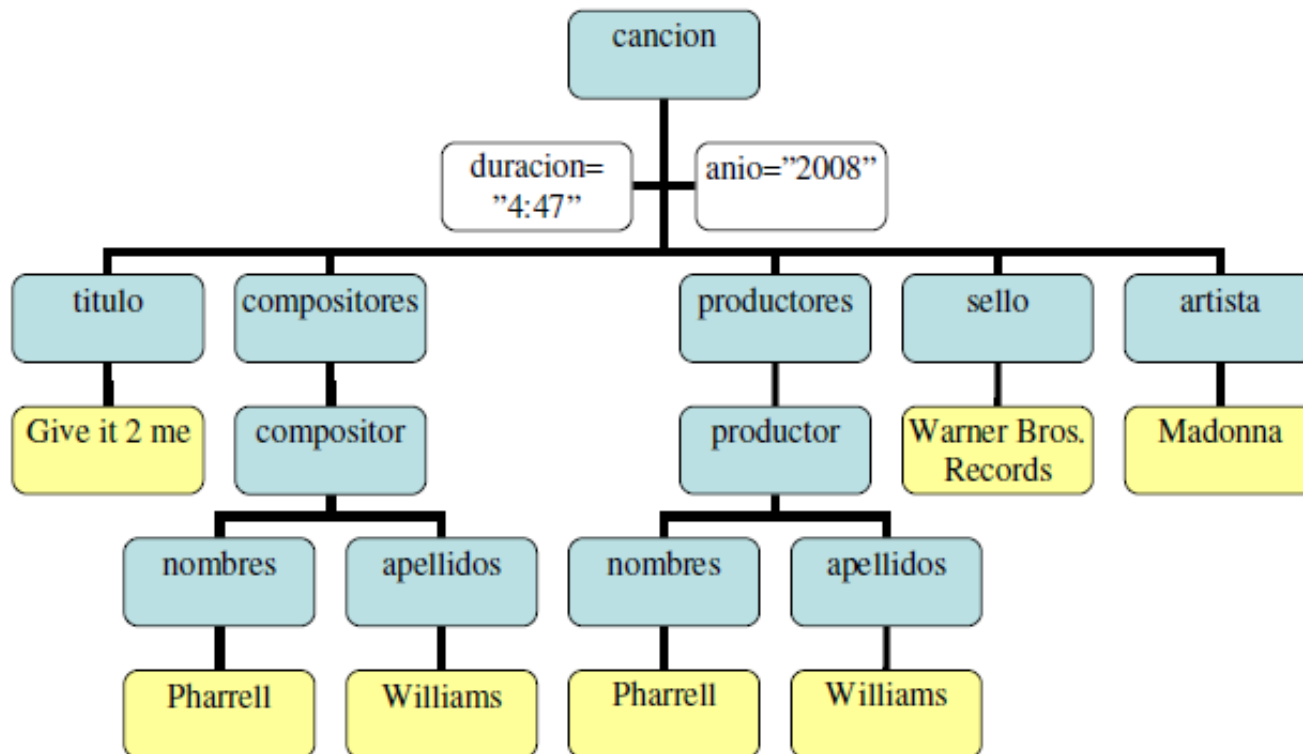 cancion
duracion=
”4:47”
anio=”2008”
titulo
compositores
productores
sello
artista
Give it 2 me
compositor
productor
Warner Bros.
Records
Madonna
nombres
apellidos
nombres
apellidos
Pharrell
Williams
Pharrell
Williams